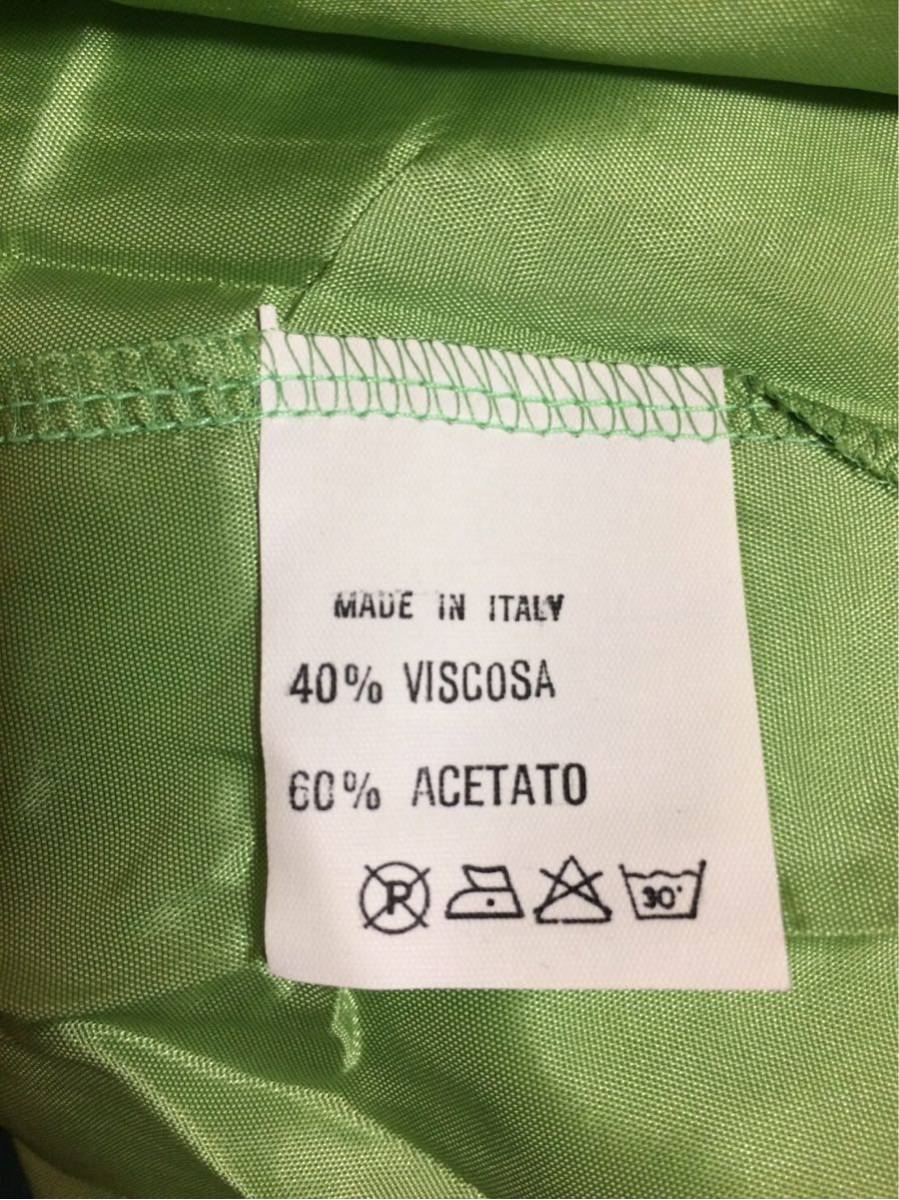 MADE IN ITALY
40% VISCOSA
60% ACETATO
P 30°